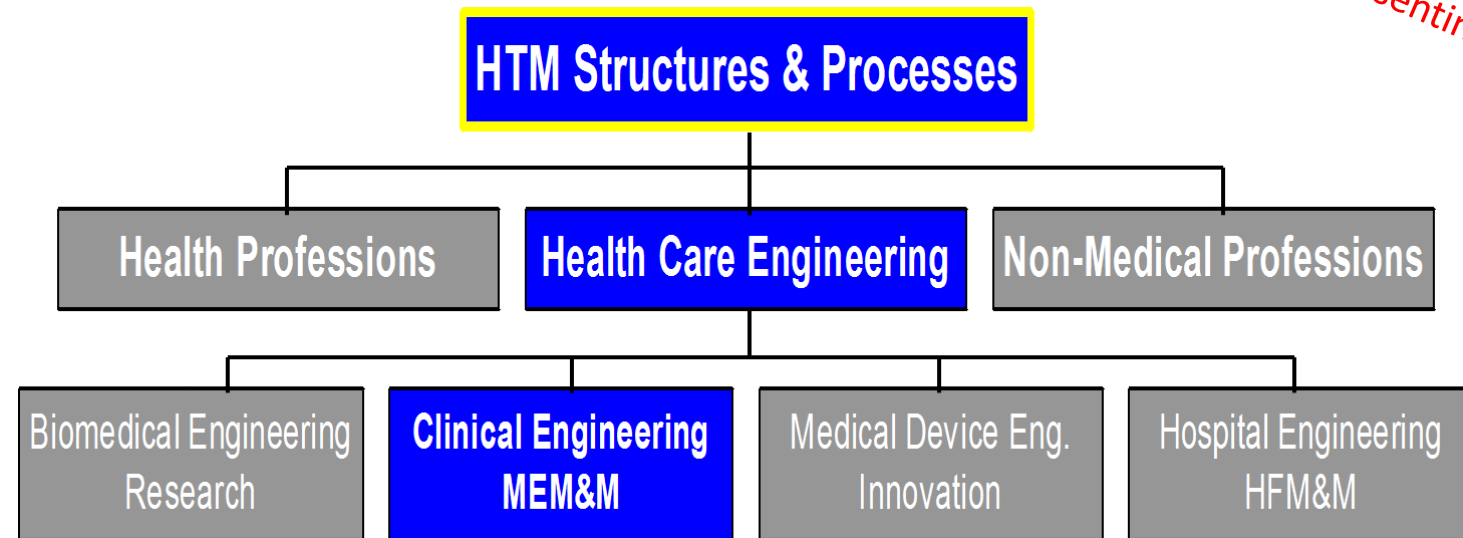 HTM Structures & Processes
Health Professions
Health Care Engineering
Non-Medical Professions
Biomedical Engineering
Research
Clinical Engineering
MEM&M
Medical Device Eng.
Innovation
Hospital Engineering
HFM&M